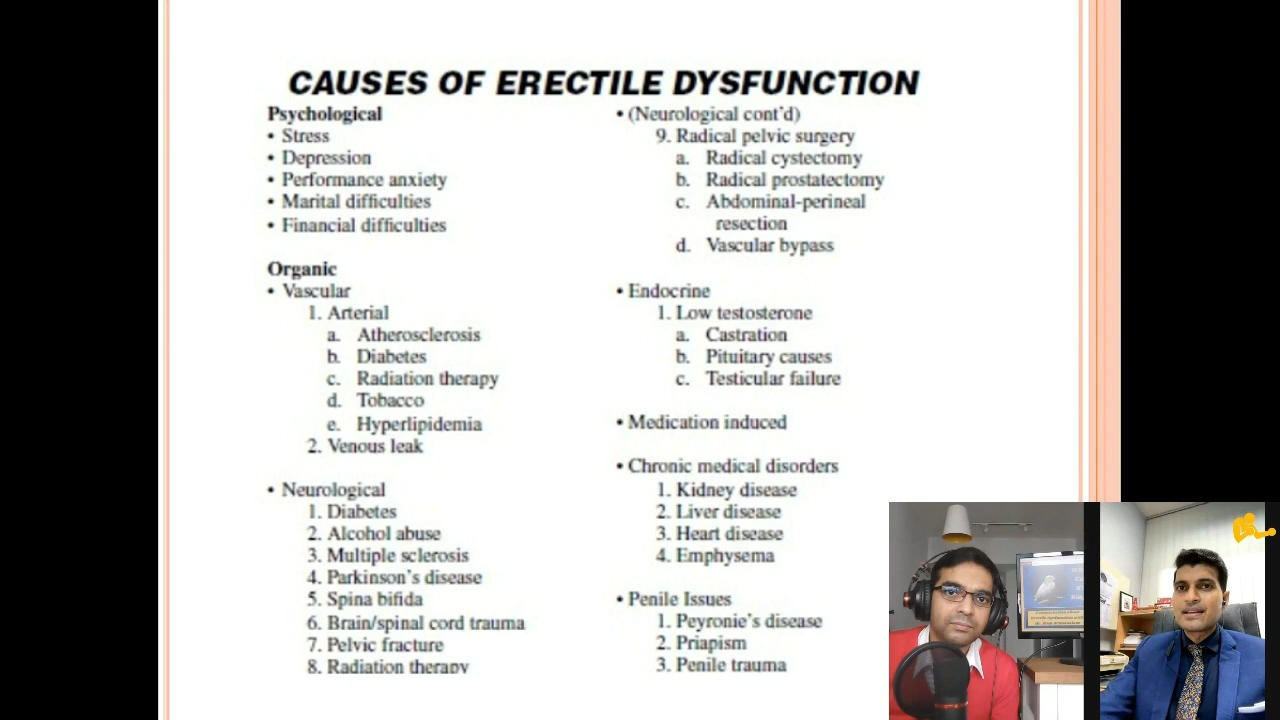 CAUSES OF ERECTILE DYSFUNCTION
Psychological
• Stress
• Depression
• Performance anxiety
• Marital difficulties
• Financial difficulties
Organic
• Vascular
1. Arterial
a. Atherosclerosis
b. Diabetes
c. Radiation therapy
d. Tobacco
e. Hyperlipidemia
2. Venous leak
• Neurological
1. Diabetes
2. Alcohol abuse
3. Multiple sclerosis
4. Parkinson's disease
5. Spina bifida
6. Brain/spinal cord trauma
7. Pelvic fracture
8. Radiation therapy
• (Neurological cont'd)
9. Radical pelvic surgery
a. Radical cystectomy
b. Radical prostatectomy
c. Abdominal-perineal
resection
d. Vascular bypass
• Endocrine
1. Low testosterone
a. Castration
b. Pituitary causes
c. Testicular failure
• Medication induced
• Chronic medical disorders
1. Kidney disease
2. Liver disease
3. Heart disease
4. Emphysema
• Penile Issues
1. Peyronie's disease
2. Priapism
3. Penile trauma